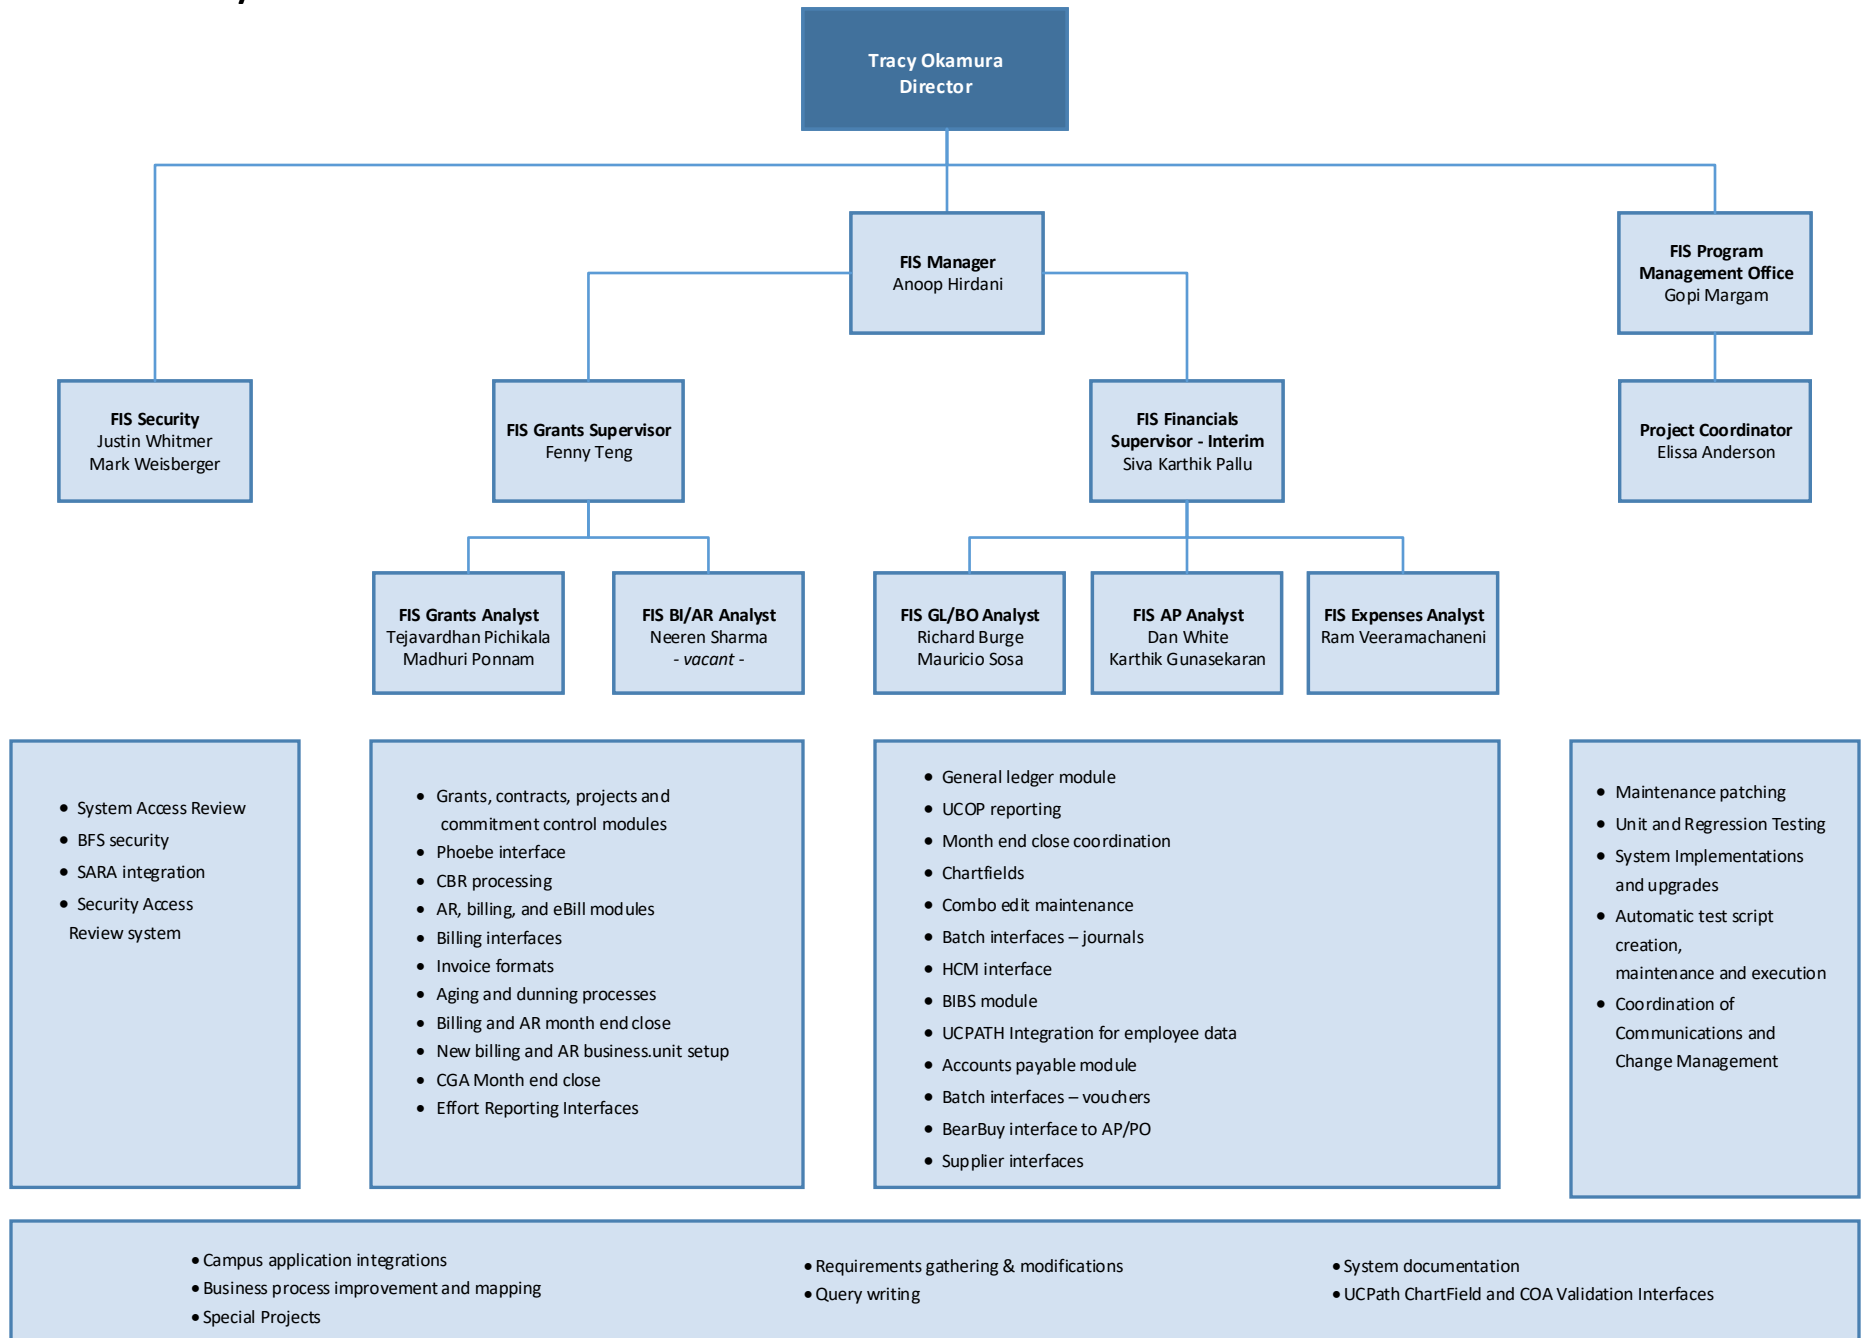 Tracy Okamura
Director
FIS Manager
Anoop Hirdani
FIS Program
Management Office
Gopi Margam
FIS Security
Justin Whitmer
Mark Weisberger
FIS Grants Supervisor
Fenny Teng
FIS Financials
Supervisor - Interim
Siva Karthik Pallu
Project Coordinator
Elissa Anderson
FIS Grants Analyst
Tejavardhan Pichikala
Madhuri Ponnam
FIS BI/AR Analyst
Neeren Sharma
- vacant -
FIS GL/BO Analyst
Richard Burge
Mauricio Sosa
FIS AP Analyst
Dan White
Karthik Gunasekaran
FIS Expenses Analyst
Ram Veeramachaneni
• System Access Review
• BFS security
• SARA integration
• Security Access
Review system
• Grants, contracts, projects and
commitment control modules
• Phoebe interface
• CBR processing
• AR, billing, and eBill modules
• Billing interfaces
• Invoice formats
• Aging and dunning processes
• Billing and AR month end close
• New billing and AR business.unit setup
• CGA Month end close
• Effort Reporting Interfaces
• General ledger module
• UCOP reporting
• Month end close coordination
• Chartfields
• Combo edit maintenance
• Batch interfaces – journals
• HCM interface
• BIBS module
• UCPATH Integration for employee data
• Accounts payable module
• Batch interfaces – vouchers
• BearBuy interface to AP/PO
• Supplier interfaces
• Maintenance patching
• Unit and Regression Testing
• System Implementations
and upgrades
• Automatic test script
creation,
maintenance and execution
• Coordination of
Communications and
Change Management
• Campus application integrations
• Business process improvement and mapping
• Special Projects
• Requirements gathering & modifications
• Query writing
• System documentation
• UCPath ChartField and COA Validation Interfaces